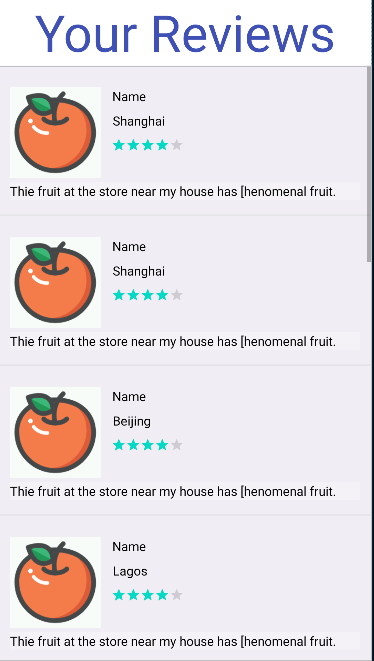 Your Reviews
Name
Shanghai
Thie fruit at the store near my house has [henomenal fruit.
Name
Shanghai
Thie fruit at the store near my house has [henomenal fruit.
Name
Beijing
Thie fruit at the store near my house has [henomenal fruit.
Name
Lagos
Thie fruit at the store near my house has [henomenal fruit.